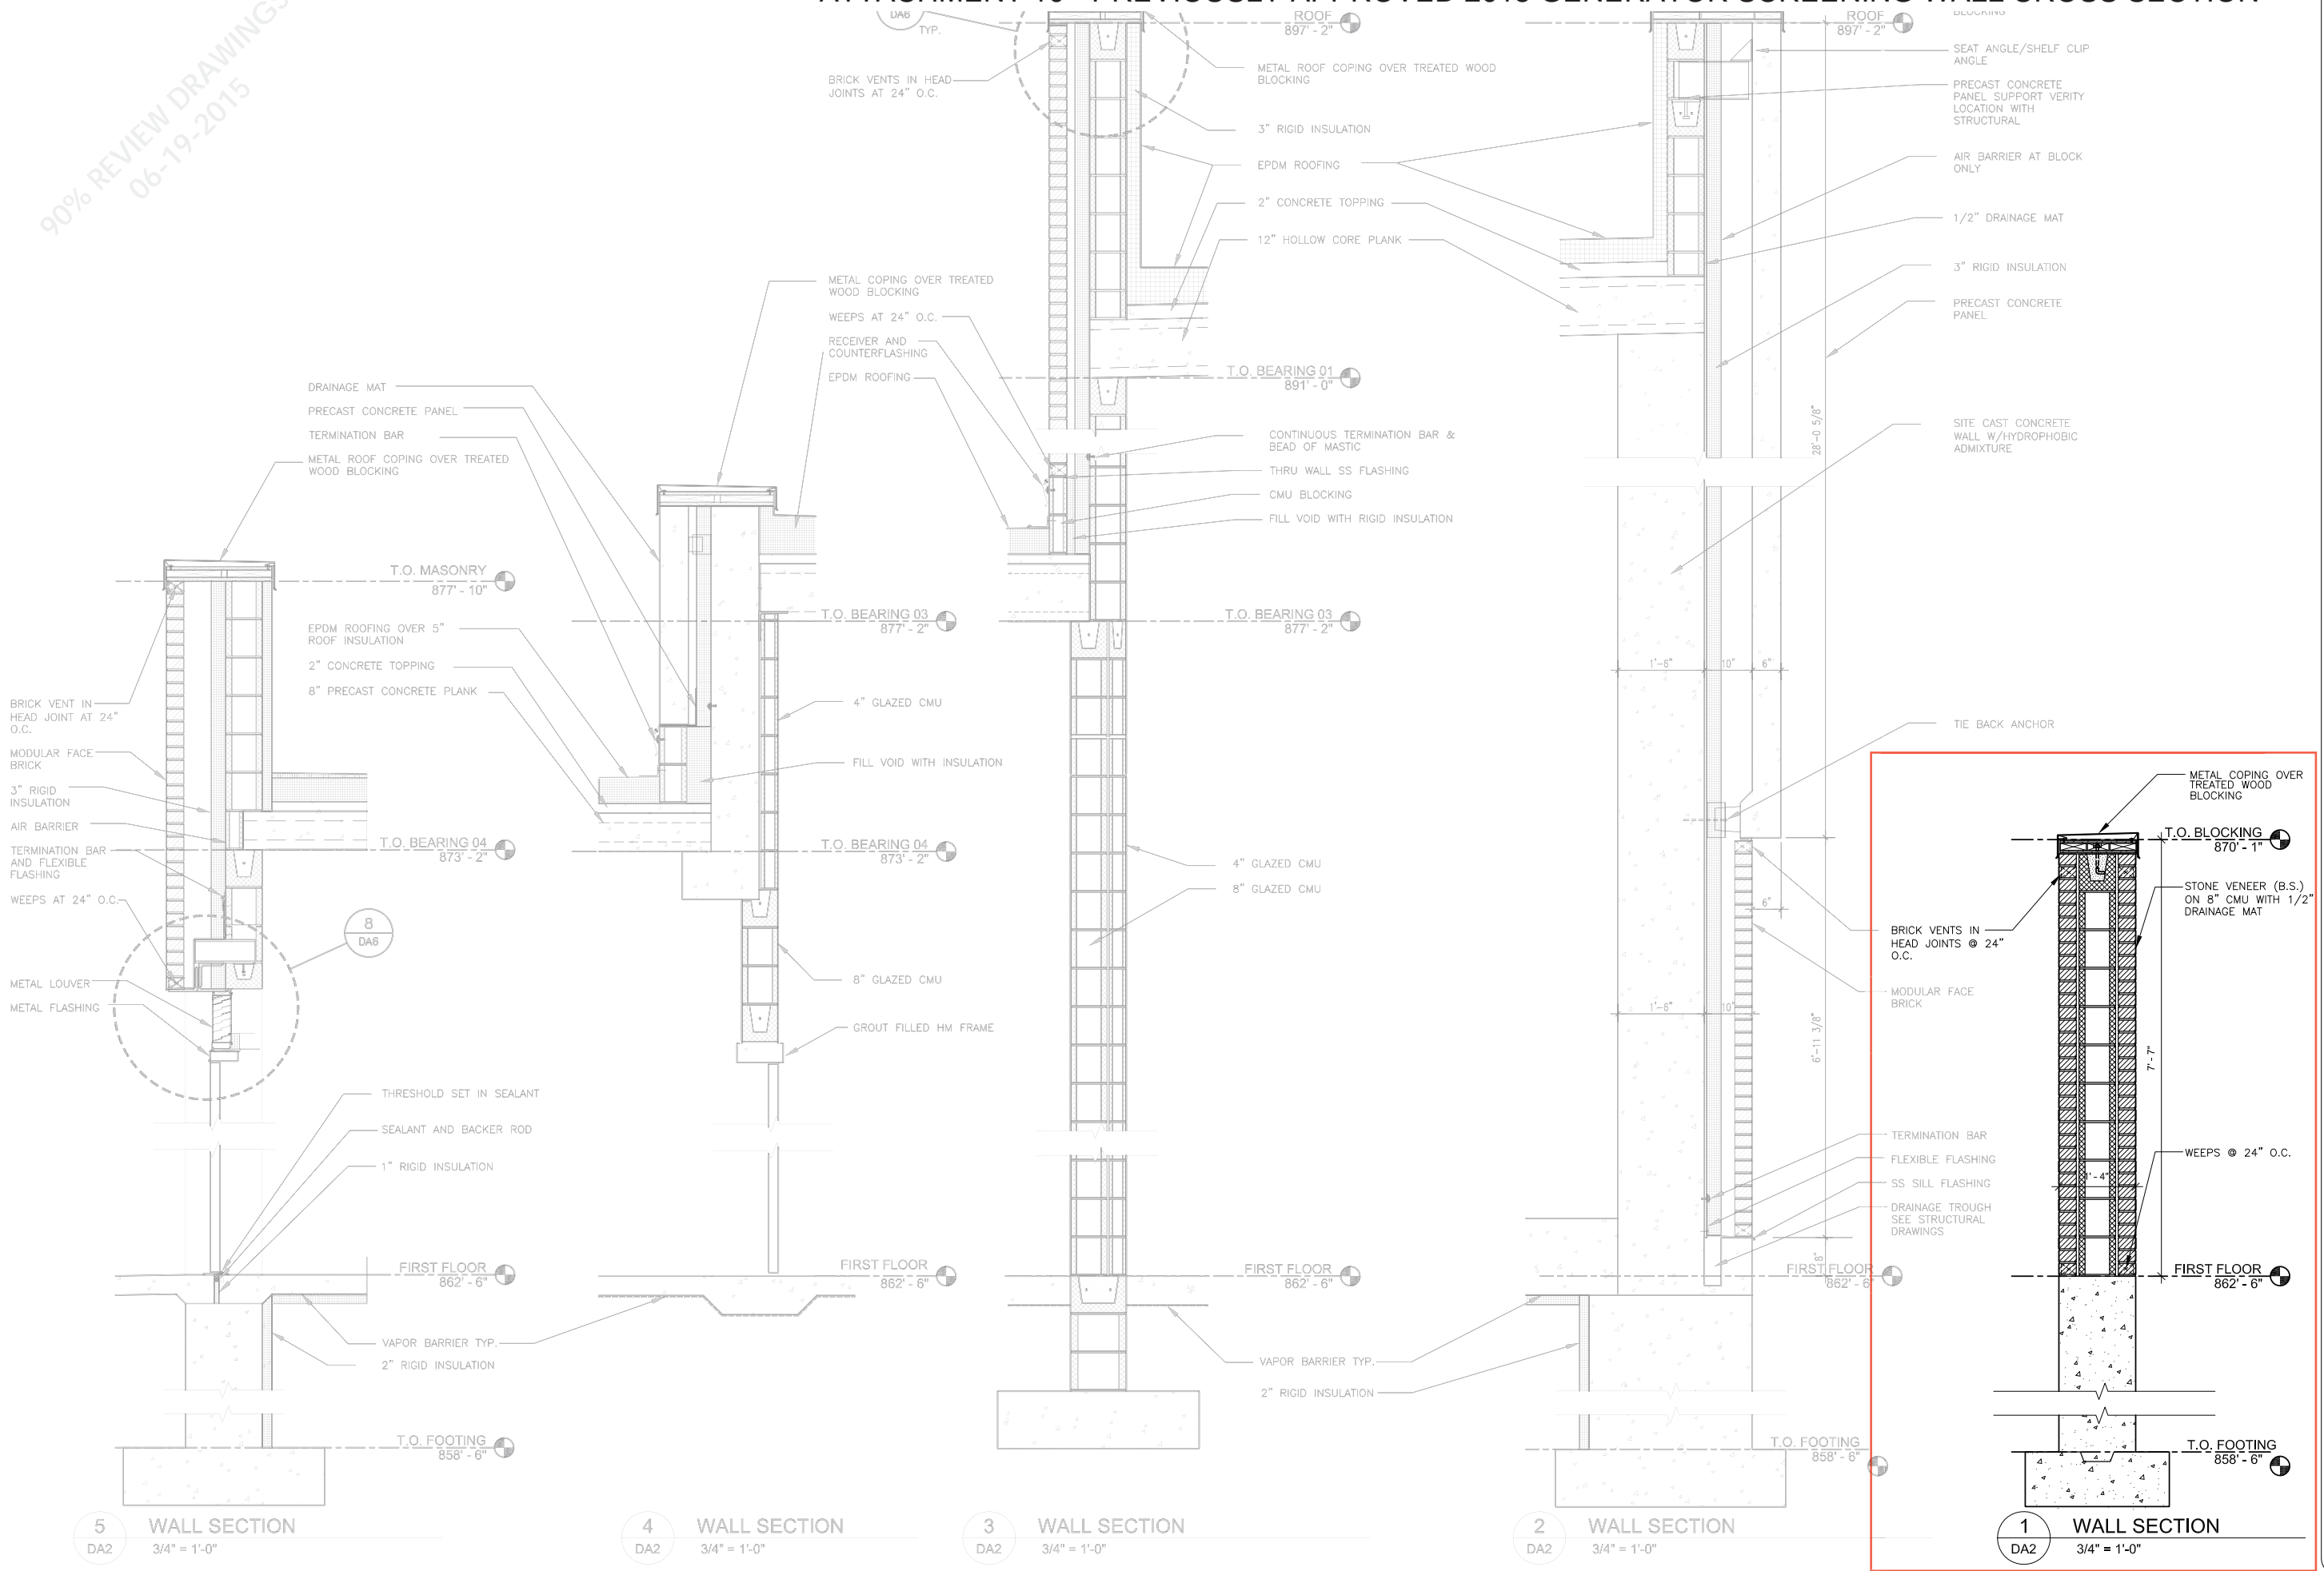 90% REVIEW DRAWINGS
06-19-2015
DA6
TYP.
BRICK VENTS IN HEAD
JOINTS AT 24" O.C.
ROOF
897' - 2"
METAL ROOF COPING OVER TREATED WOOD
BLOCKING
3" RIGID INSULATION
EPDM ROOFING
2" CONCRETE TOPPING
12" HOLLOW CORE PLANK
ROOF
897' - 2"
BLOCKING
SEAT ANGLE/SHELF CLIP
ANGLE
PRECAST CONCRETE
PANEL SUPPORT VERITY
LOCATION WITH
STRUCTURAL
AIR BARRIER AT BLOCK
ONLY
1/2" DRAINAGE MAT
3" RIGID INSULATION
PRECAST CONCRETE
PANEL
SITE CAST CONCRETE
WALL W/HYDROPHOBIC
ADMIXTURE
28'-0 5/8"
METAL COPING OVER TREATED
WOOD BLOCKING
WEEPS AT 24" O.C.
RECEIVER AND
COUNTERFLASHING
EPDM ROOFING
T.O. BEARING 01
891' - 0"
CONTINUOUS TERMINATION BAR &
BEAD OF MASTIC
THRU WALL SS FLASHING
CMU BLOCKING
FILL VOID WITH RIGID INSULATION
DRAINAGE MAT
PRECAST CONCRETE PANEL
TERMINATION BAR
METAL ROOF COPING OVER TREATED
WOOD BLOCKING
T.O. MASONRY
877' - 10"
EPDM ROOFING OVER 5"
ROOF INSULATION
2" CONCRETE TOPPING
8" PRECAST CONCRETE PLANK
T.O. BEARING 03
877' - 2"
T.O. BEARING 03
877' - 2"
4" GLAZED CMU
FILL VOID WITH INSULATION
T.O. BEARING 04
873' - 2"
T.O. BEARING 04
873' - 2"
BRICK VENT IN
HEAD JOINT AT 24"
O.C.
MODULAR FACE
BRICK
3" RIGID
INSULATION
AIR BARRIER
TERMINATION BAR
AND FLEXIBLE
FLASHING
WEEPS AT 24" O.C.
8
DA6
METAL LOUVER
METAL FLASHING
8" GLAZED CMU
GROUT FILLED HM FRAME
4" GLAZED CMU
8" GLAZED CMU
1'-6"
10"
6"
TIE BACK ANCHOR
6"
1'-6"
10"
6'-11 3/8"
8"
BRICK VENTS IN
HEAD JOINTS @ 24"
O.C.
MODULAR FACE
BRICK
TERMINATION BAR
FLEXIBLE FLASHING
SS SILL FLASHING
DRAINAGE TROUGH
SEE STRUCTURAL
DRAWINGS
METAL COPING OVER
TREATED WOOD
BLOCKING
T.O. BLOCKING
870' - 1"
STONE VENEER (B.S.)
ON 8" CMU WITH 1/2"
DRAINAGE MAT
7' - 7"
WEEPS @ 24" O.C.
1' - 4"
THRESHOLD SET IN SEALANT
SEALANT AND BACKER ROD
1" RIGID INSULATION
FIRST FLOOR
862' - 6"
FIRST FLOOR
862' - 6"
FIRST FLOOR
862' - 6"
FIRST FLOOR
862' - 6"
FIRST FLOOR
862' - 6"
VAPOR BARRIER TYP.
2" RIGID INSULATION
VAPOR BARRIER TYP.
2" RIGID INSULATION
T.O. FOOTING
858' - 6"
T.O. FOOTING
858' - 6"
T.O. FOOTING
858' - 6"
5
DA2
WALL SECTION
3/4" = 1'-0"
4
DA2
WALL SECTION
3/4" = 1'-0"
3
DA2
WALL SECTION
3/4" = 1'-0"
2
DA2
WALL SECTION
3/4" = 1'-0"
1
DA2
WALL SECTION
3/4" = 1'-0"